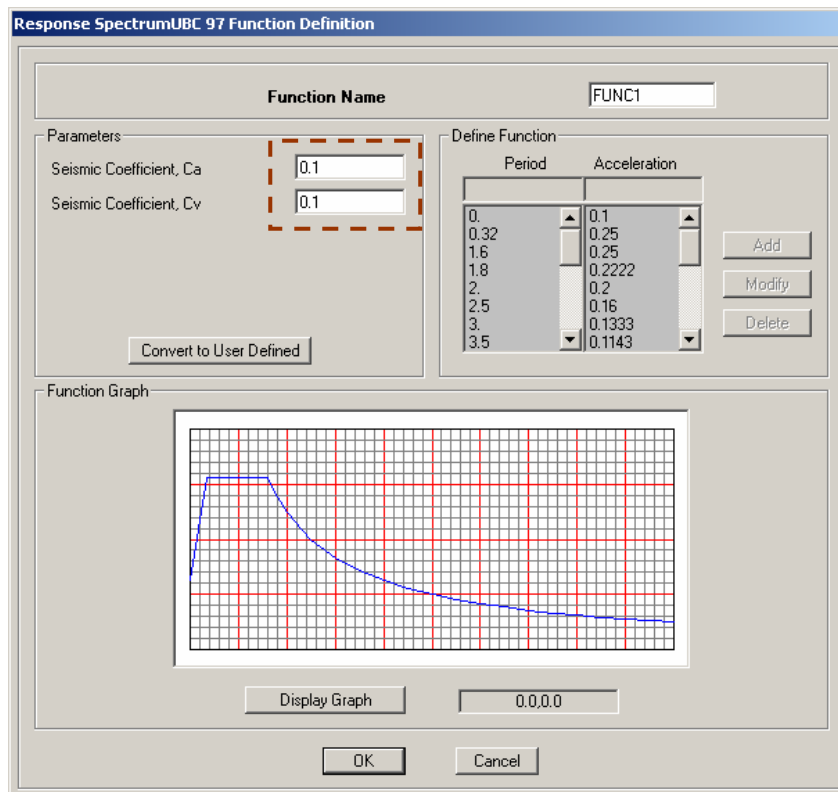 Response SpectrumUBC 97 Function Definition
Function Name
FUNC1
Parameters
Seismic Coefficient, Ca
0.1
Seismic Coefficient, Cv
0.1
Convert to User Defined
Define Function
Period Acceleration
0. 0.1
0.32 0.25
1.6 0.25
1.8 0.2222
2. 0.2
2.5 0.16
3. 0.1333
3.5 0.1143
Add
Modify
Delete
Function Graph
Display Graph
0.0,0.0
OK
Cancel